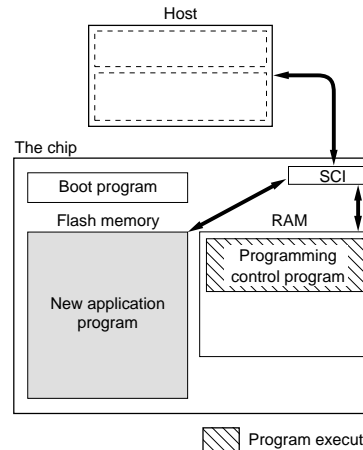 Host
The chip
SCI
Boot program
Flash memory
RAM
Programming
control program
New application
program
Program execut